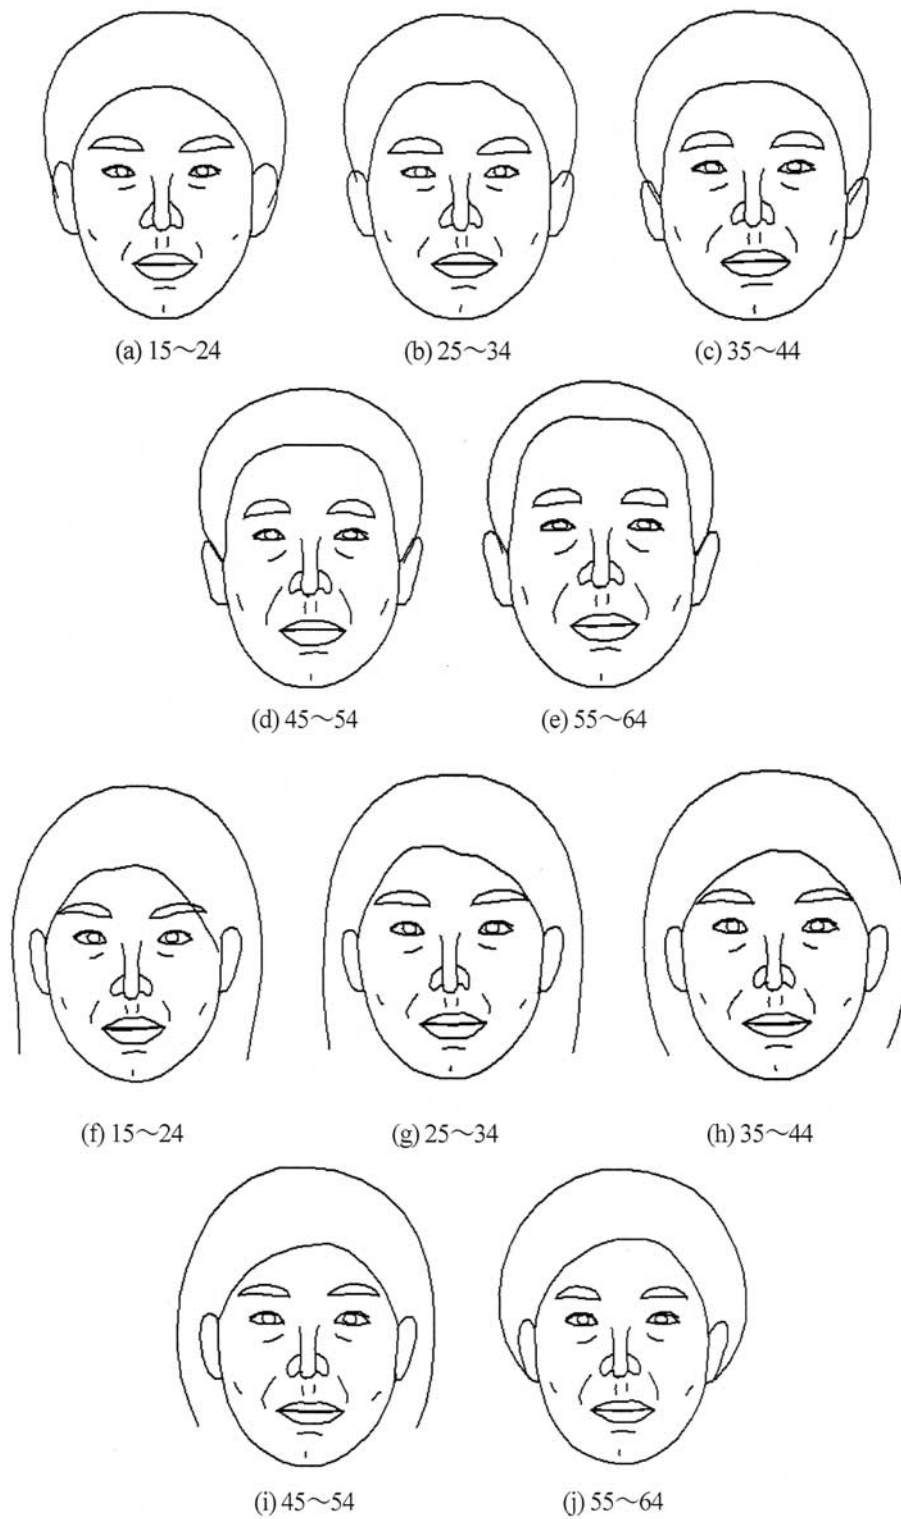 (a) 15～24 (b) 25～34 (c) 35～44
(d) 45～54 (e) 55～64
(f) 15～24 (g) 25～34 (h) 35～44
(i) 45～54 (j) 55～64